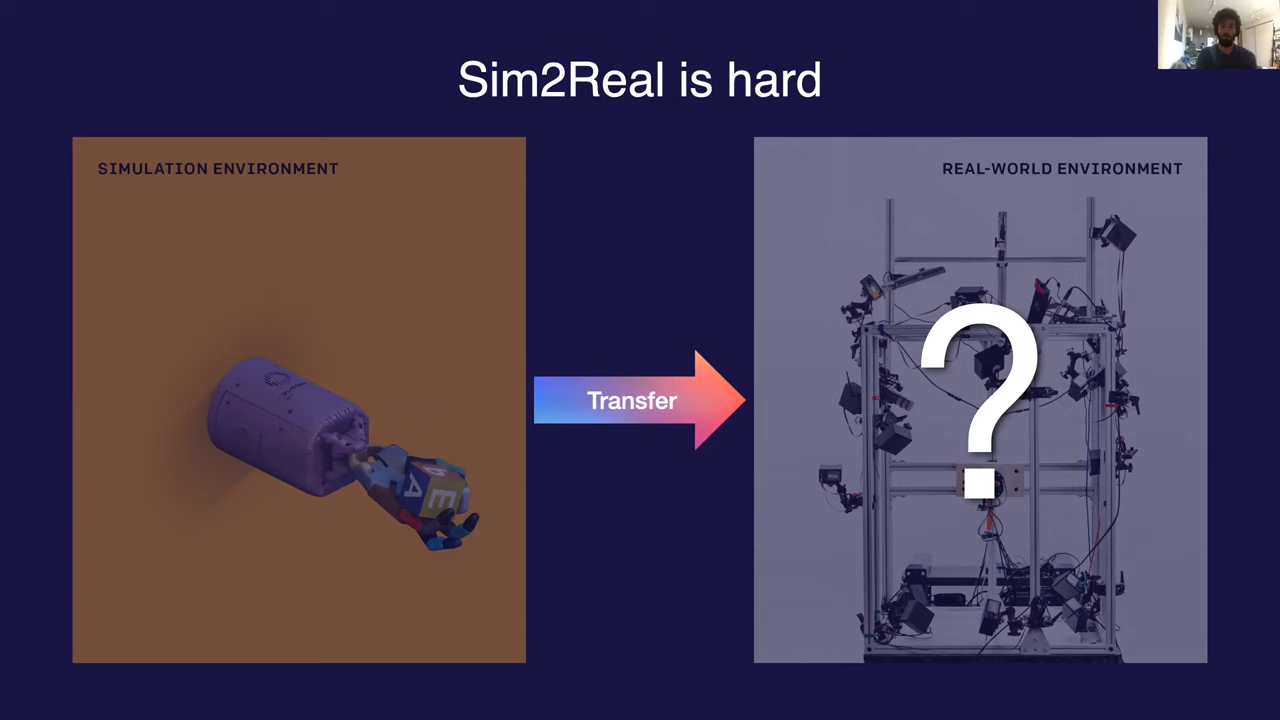 Sim2Real is hard
SIMULATION ENVIRONMENT
REAL-WORLD ENVIRONMENT
Transfer
?
A
E